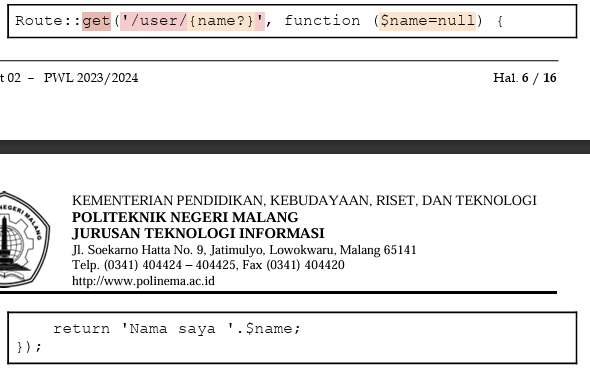 Route::get('/user/{name?}', function ($name=null) {
t 02 – PWL 2023/2024
Hal. 6 / 16
KEMENTERIAN PENDIDIKAN, KEBUDAYAAN, RISET, DAN TEKNOLOGI
POLITEKNIK NEGERI MALANG
JURUSAN TEKNOLOGI INFORMASI
Jl. Soekarno Hatta No. 9, Jatimulyo, Lowokwaru, Malang 65141
Telp. (0341) 404424 – 404425, Fax (0341) 404420
http://www.polinema.ac.id
return 'Nama saya '.$name;
});